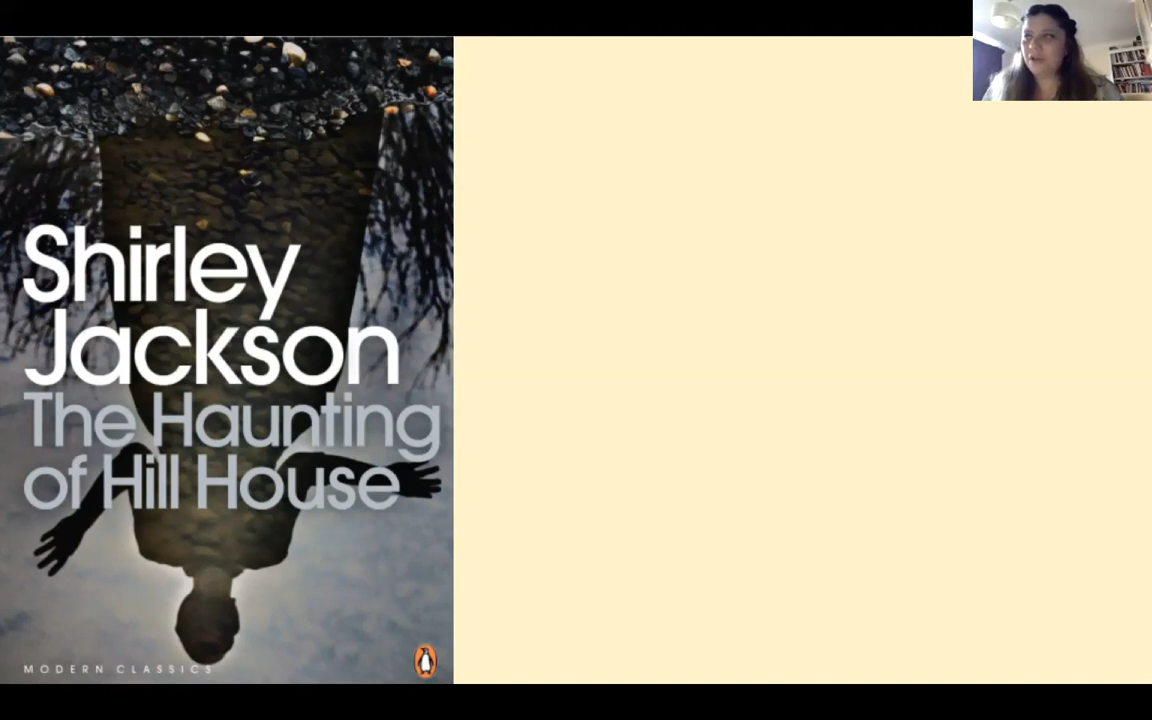 Shirley
Jackson
The Haunting
of Hill House
MODERN CLASSICS